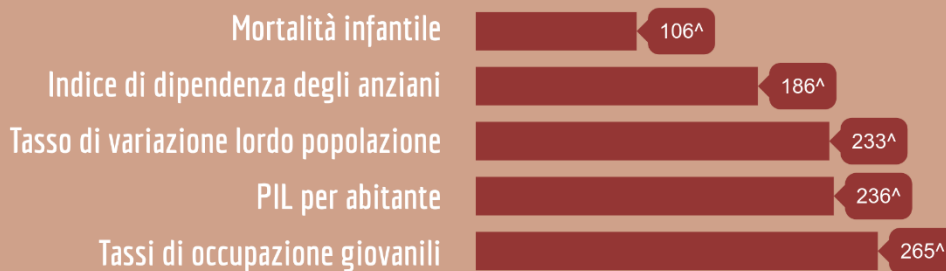 Mortalità infantile 106^
Indice di dipendenza degli anziani 186^
Tasso di variazione lordo popolazione 233^
PIL per abitante 236^
Tassi di occupazione giovanili 265^